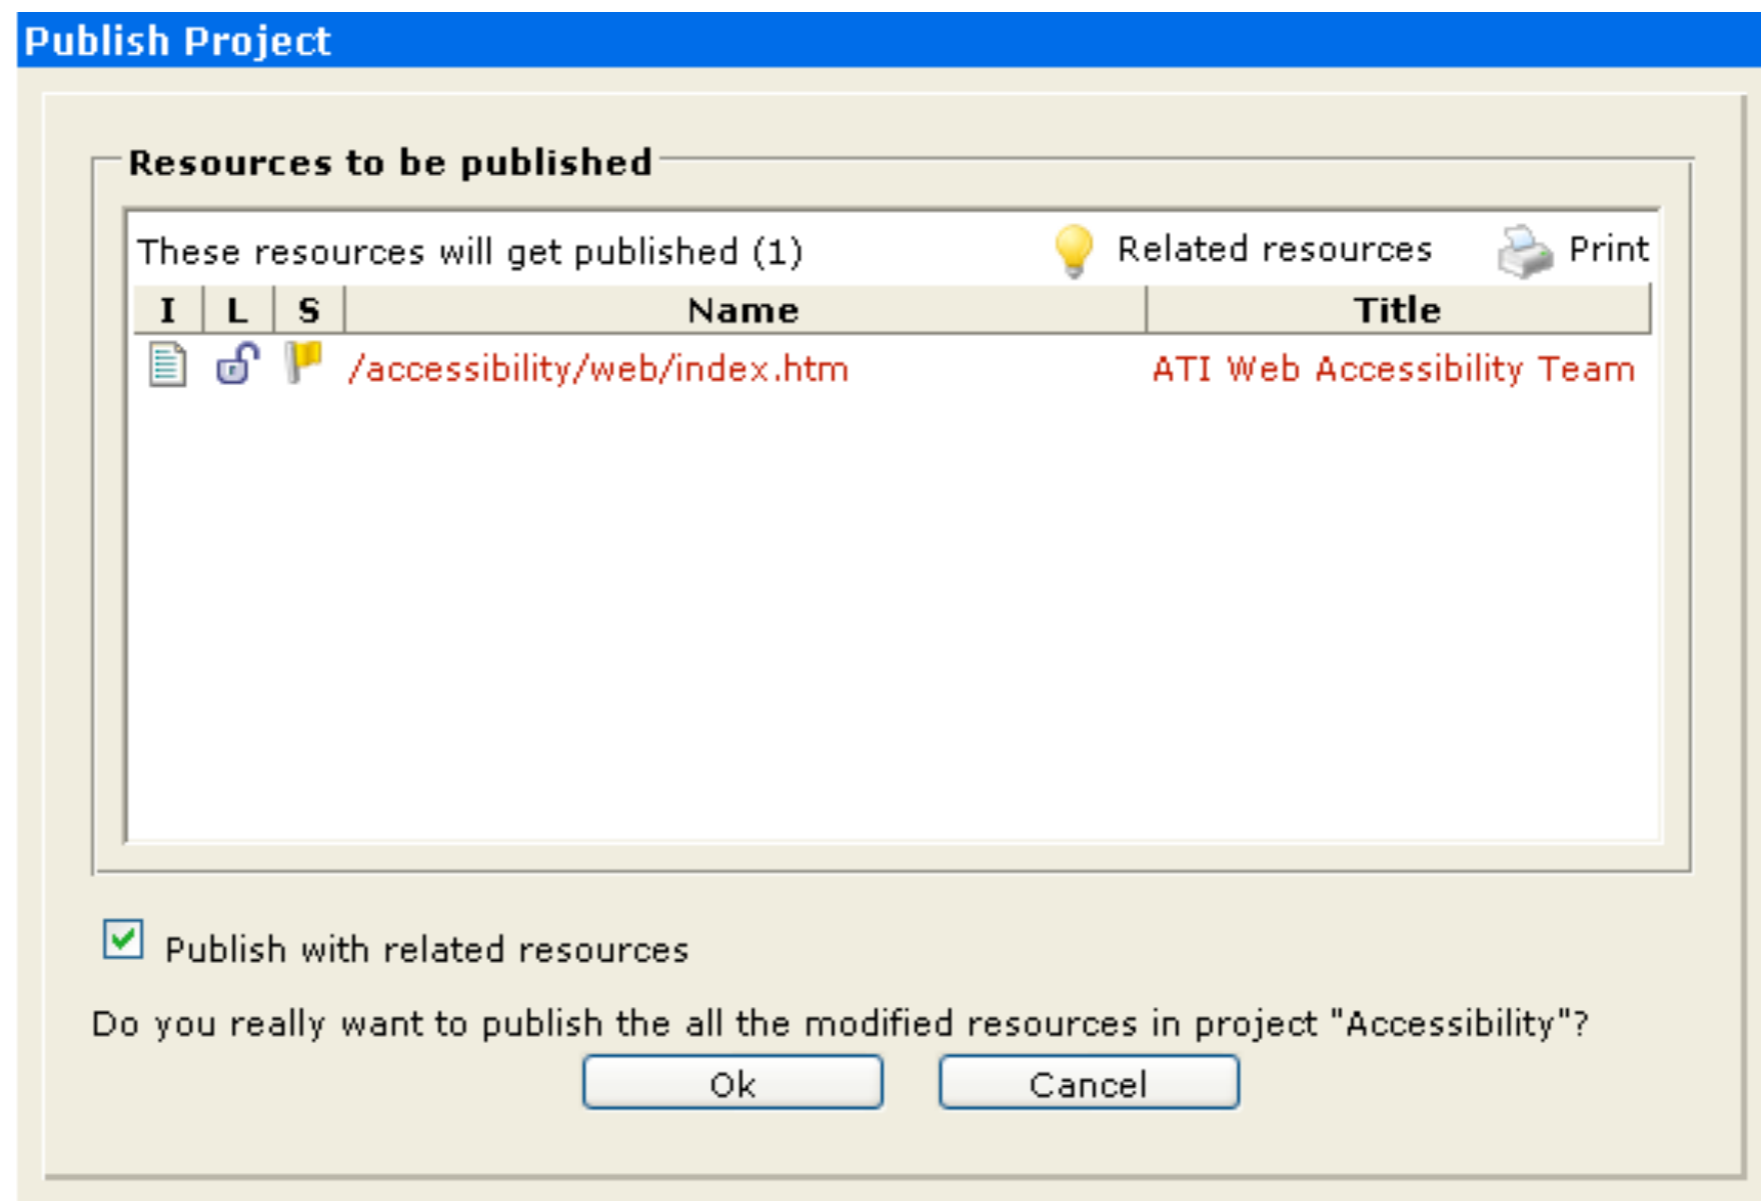 Publish Project
Resources to be published
These resources will get published (1) Related resources Print
I L S Name Title
/accessibility/web/index.htm ATI Web Accessibility Team
Publish with related resources
Do you really want to publish the all the modified resources in project "Accessibility"?
Ok Cancel